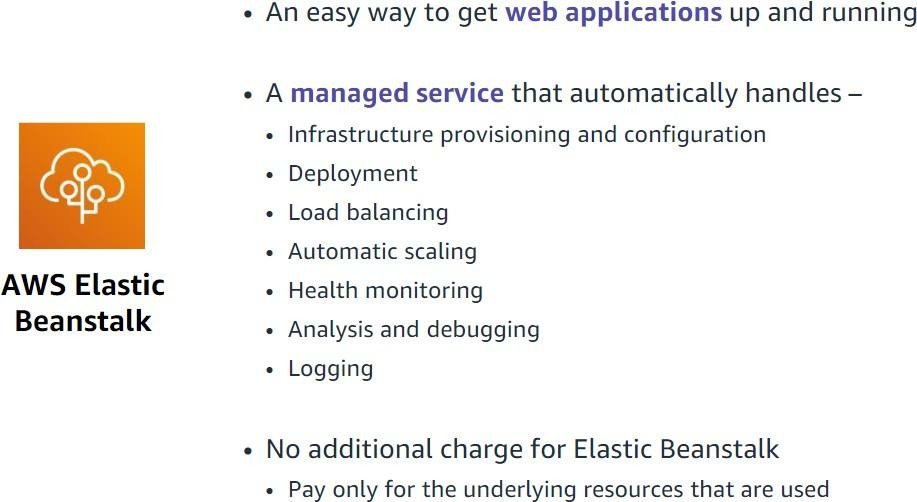 • An easy way to get web applications up and running
• A managed service that automatically handles –
• Infrastructure provisioning and configuration
• Deployment
• Load balancing
• Automatic scaling
• Health monitoring
• Analysis and debugging
• Logging
• No additional charge for Elastic Beanstalk
• Pay only for the underlying resources that are used
AWS Elastic
Beanstalk